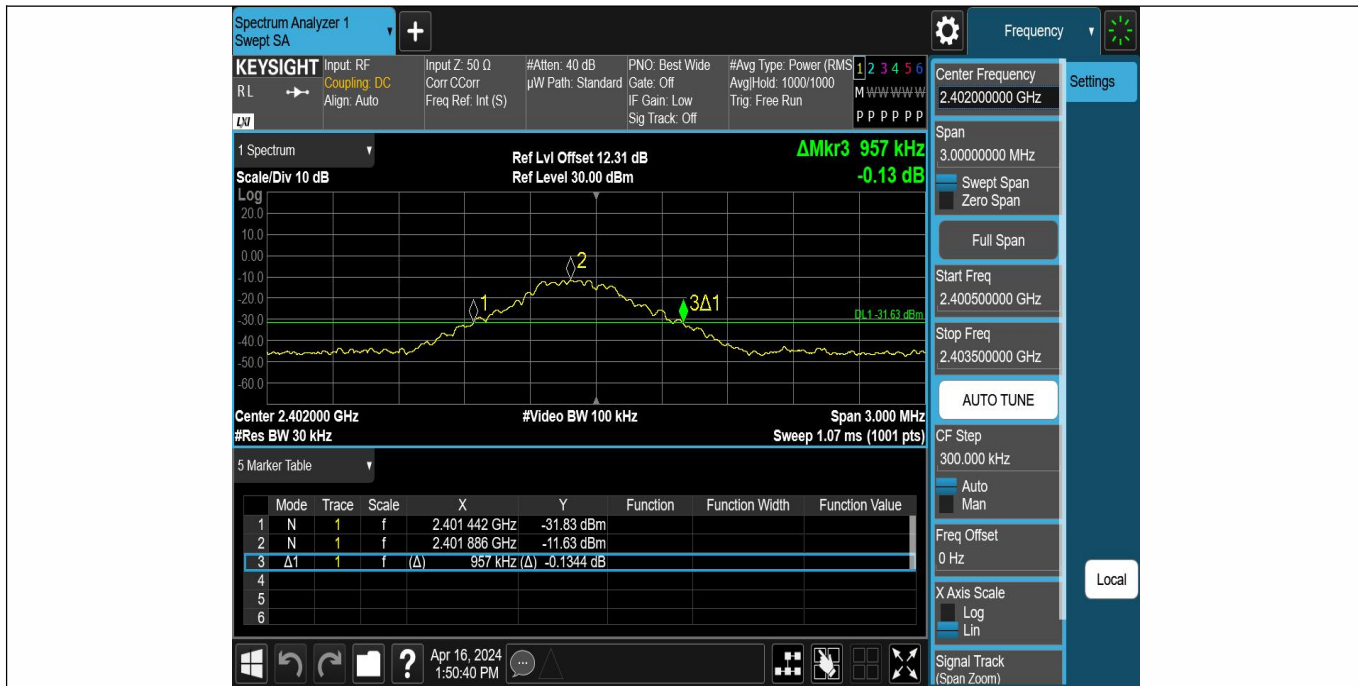 Spectrum Analyzer 1
Swept SA
+
Frequency
KEYSIGHT
RL
LXI
Input: RF
Coupling: DC
Align: Auto
Input Z: 50 Ω
Corr CCorr
Freq Ref: Int (S)
#Atten: 40 dB
µW Path: Standard
PNO: Best Wide
Gate: Off
IF Gain: Low
Sig Track: Off
#Avg Type: Power (RMS
Avg|Hold: 1000/1000
Trig: Free Run
1 2 3 4 5 6
M W W W W W
P P P P P P
1 Spectrum
Scale/Div 10 dB
Ref Lvl Offset 12.31 dB
Ref Level 30.00 dBm
ΔMkr3 957 kHz
-0.13 dB
Log
20.0
10.0
0.00
-10.0
-20.0
-30.0
-40.0
-50.0
-60.0
1
2
3Δ1
DL1 -31.63 dBm
Center 2.402000 GHz
#Video BW 100 kHz
Span 3.000 MHz
#Res BW 30 kHz
Sweep 1.07 ms (1001 pts)
5 Marker Table
Mode Trace Scale X Y Function Function Width Function Value
1 N 1 f 2.401 442 GHz -31.83 dBm
2 N 1 f 2.401 886 GHz -11.63 dBm
3 Δ1 1 f (Δ) 957 kHz (Δ) -0.1344 dB
4
5
6
?
Apr 16, 2024
1:50:40 PM
Center Frequency
2.402000000 GHz
Settings
Span
3.00000000 MHz
Swept Span
Zero Span
Full Span
Start Freq
2.400500000 GHz
Stop Freq
2.403500000 GHz
AUTO TUNE
CF Step
300.000 kHz
Auto
Man
Freq Offset
0 Hz
Local
X Axis Scale
Log
Lin
Signal Track
(Span Zoom)